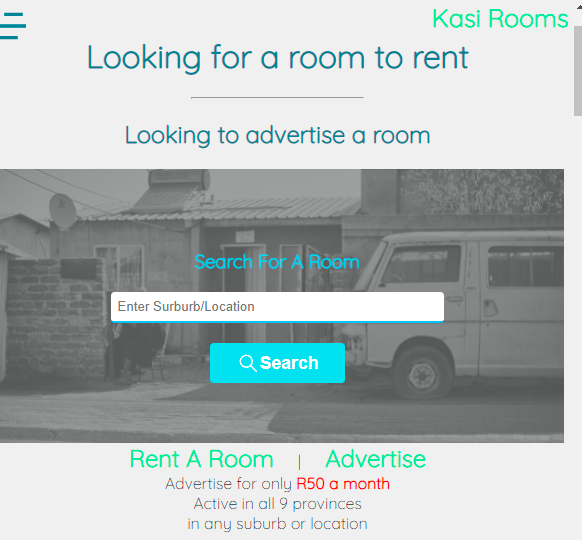 Kasi Rooms
Looking for a room to rent
Looking to advertise a room
Search For A Room
Enter Surburb/Location
Search
Rent A Room | Advertise
Advertise for only R50 a month
Active in all 9 provinces
in any suburb or location